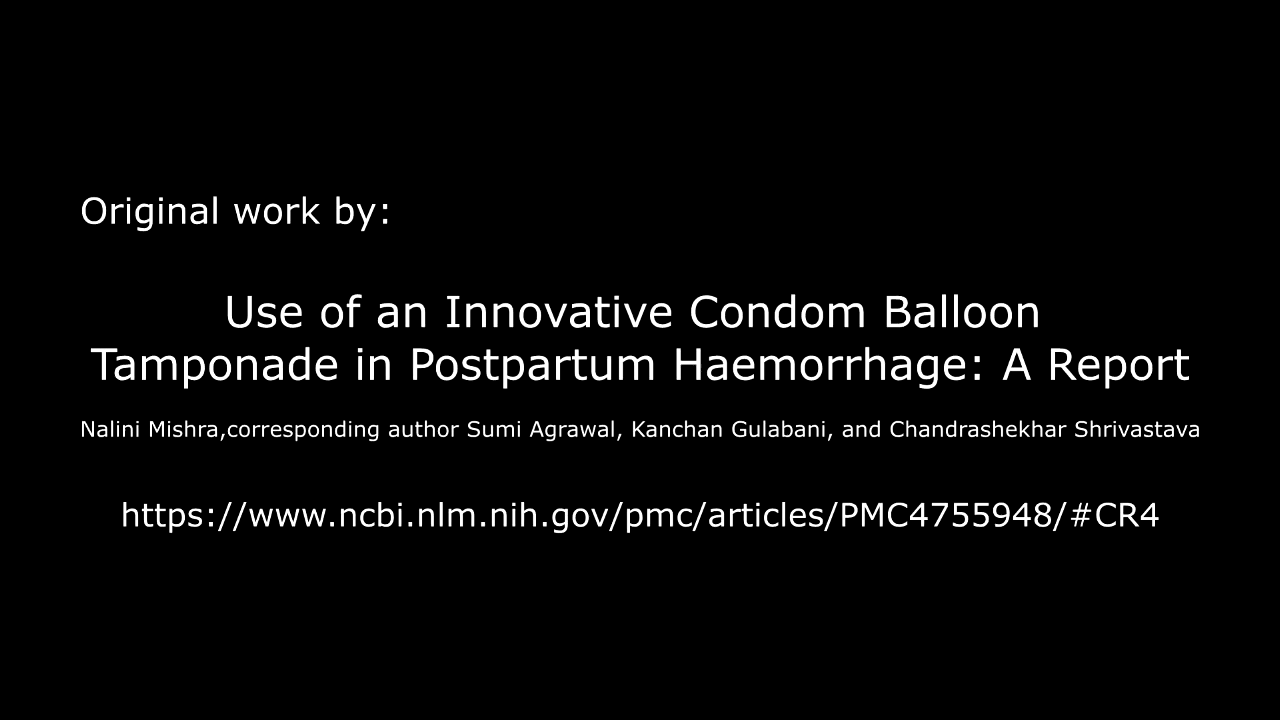 Original work by:
Use of an Innovative Condom Balloon
Tamponade in Postpartum Haemorrhage: A Report
Nalini Mishra,corresponding author Sumi Agrawal, Kanchan Gulabani, and Chandrashekhar Shrivastava
https://www.ncbi.nlm.nih.gov/pmc/articles/PMC4755948/#CR4